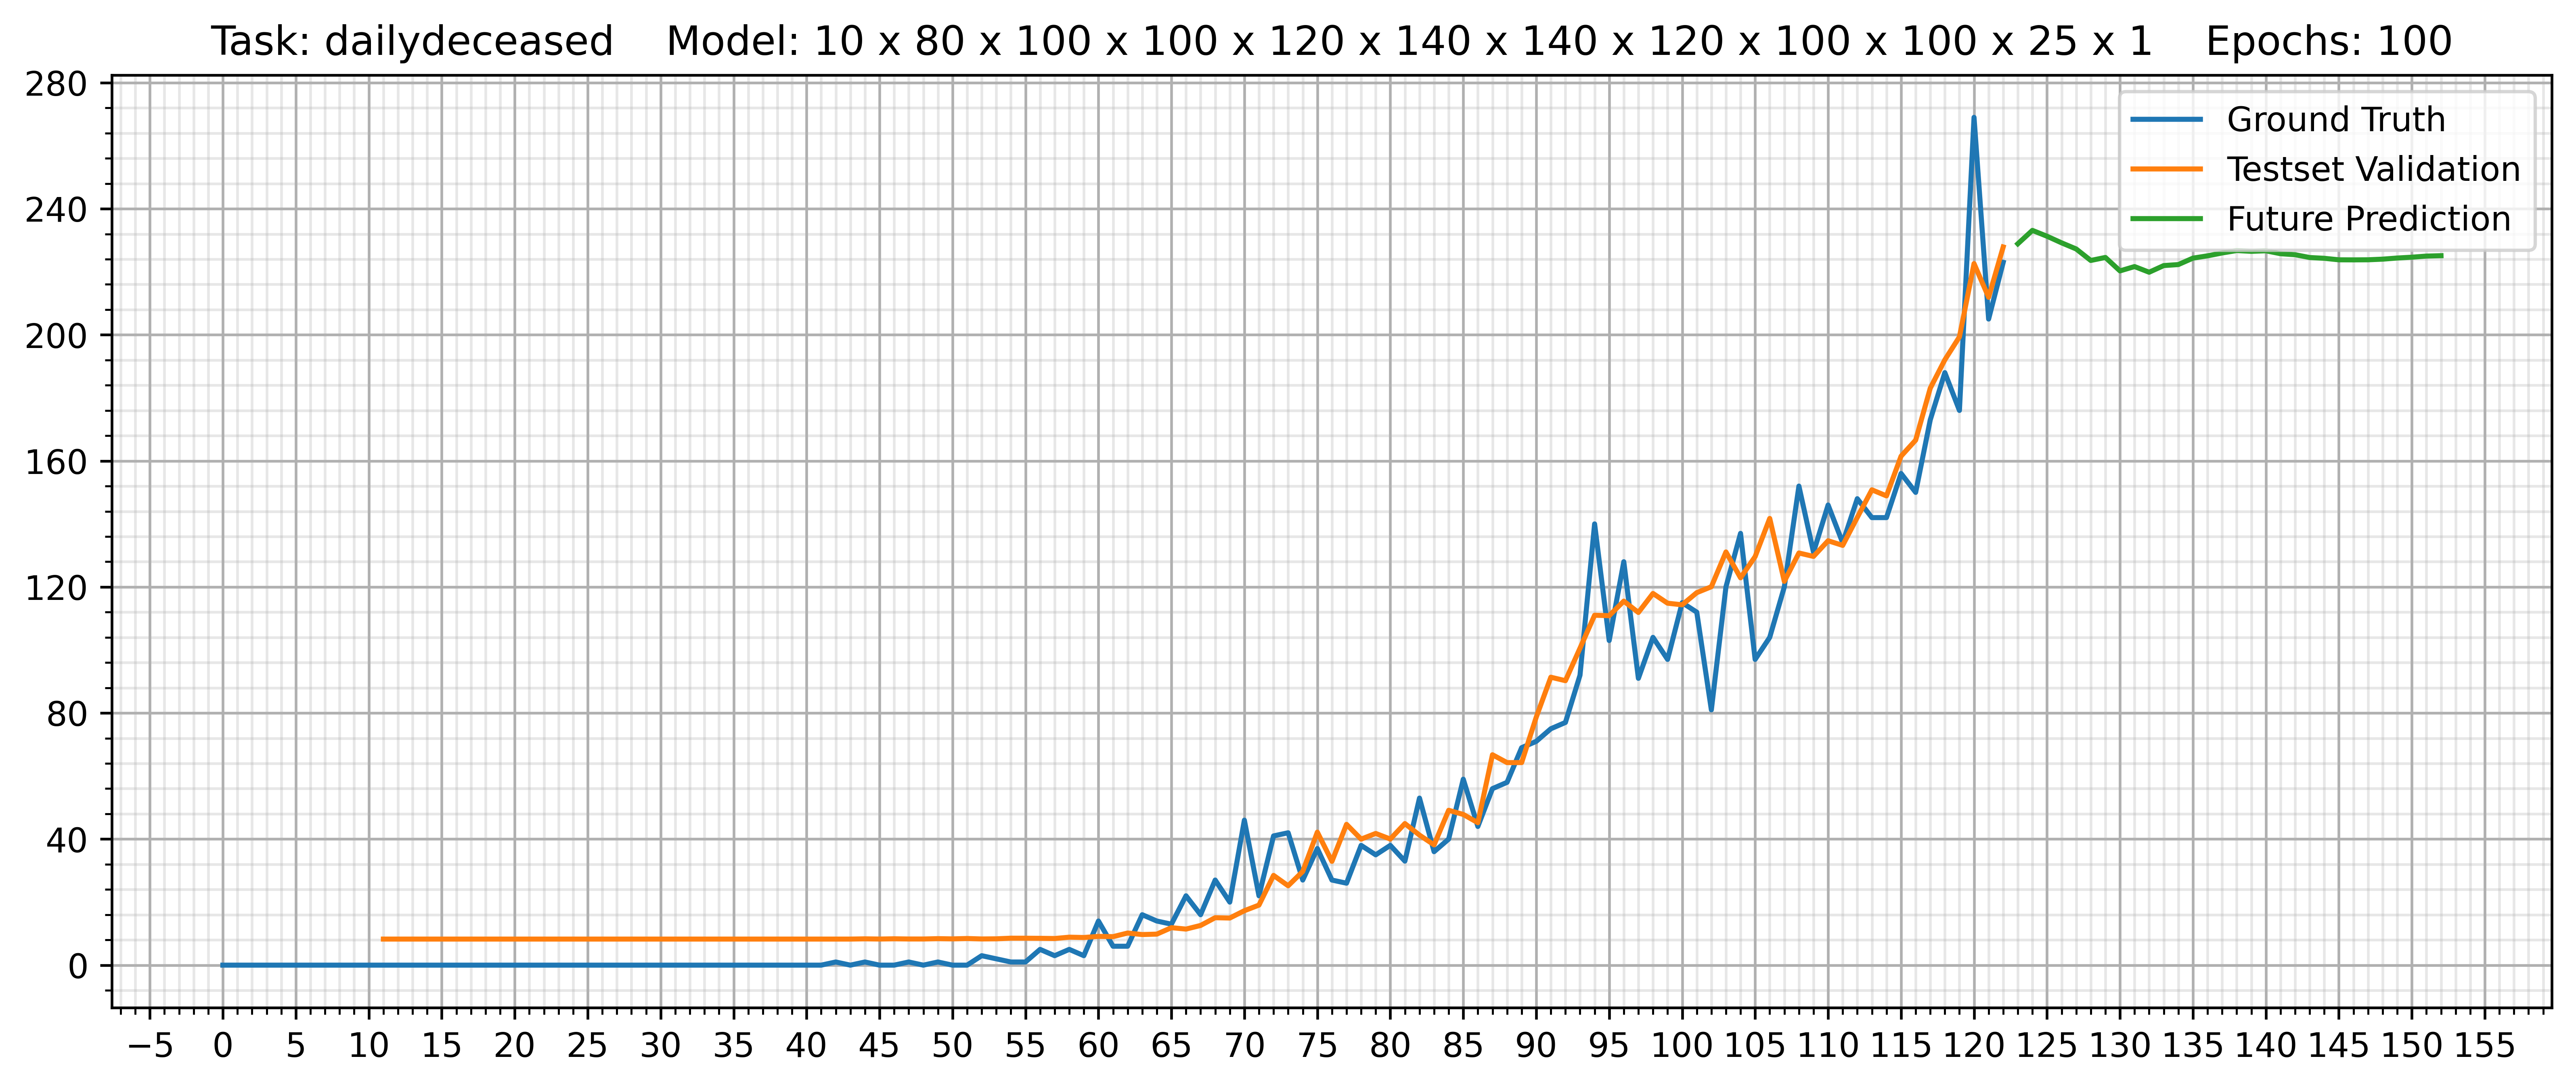 Task: dailydeceased    Model: 10 x 80 x 100 x 100 x 120 x 140 x 140 x 120 x 100 x 100 x 25 x 1    Epochs: 100
280
240
200
160
120
80
40
0
Ground Truth
Testset Validation
Future Prediction
−5 0 5 10 15 20 25 30 35 40 45 50 55 60 65 70 75 80 85 90 95 100 105 110 115 120 125 130 135 140 145 150 155